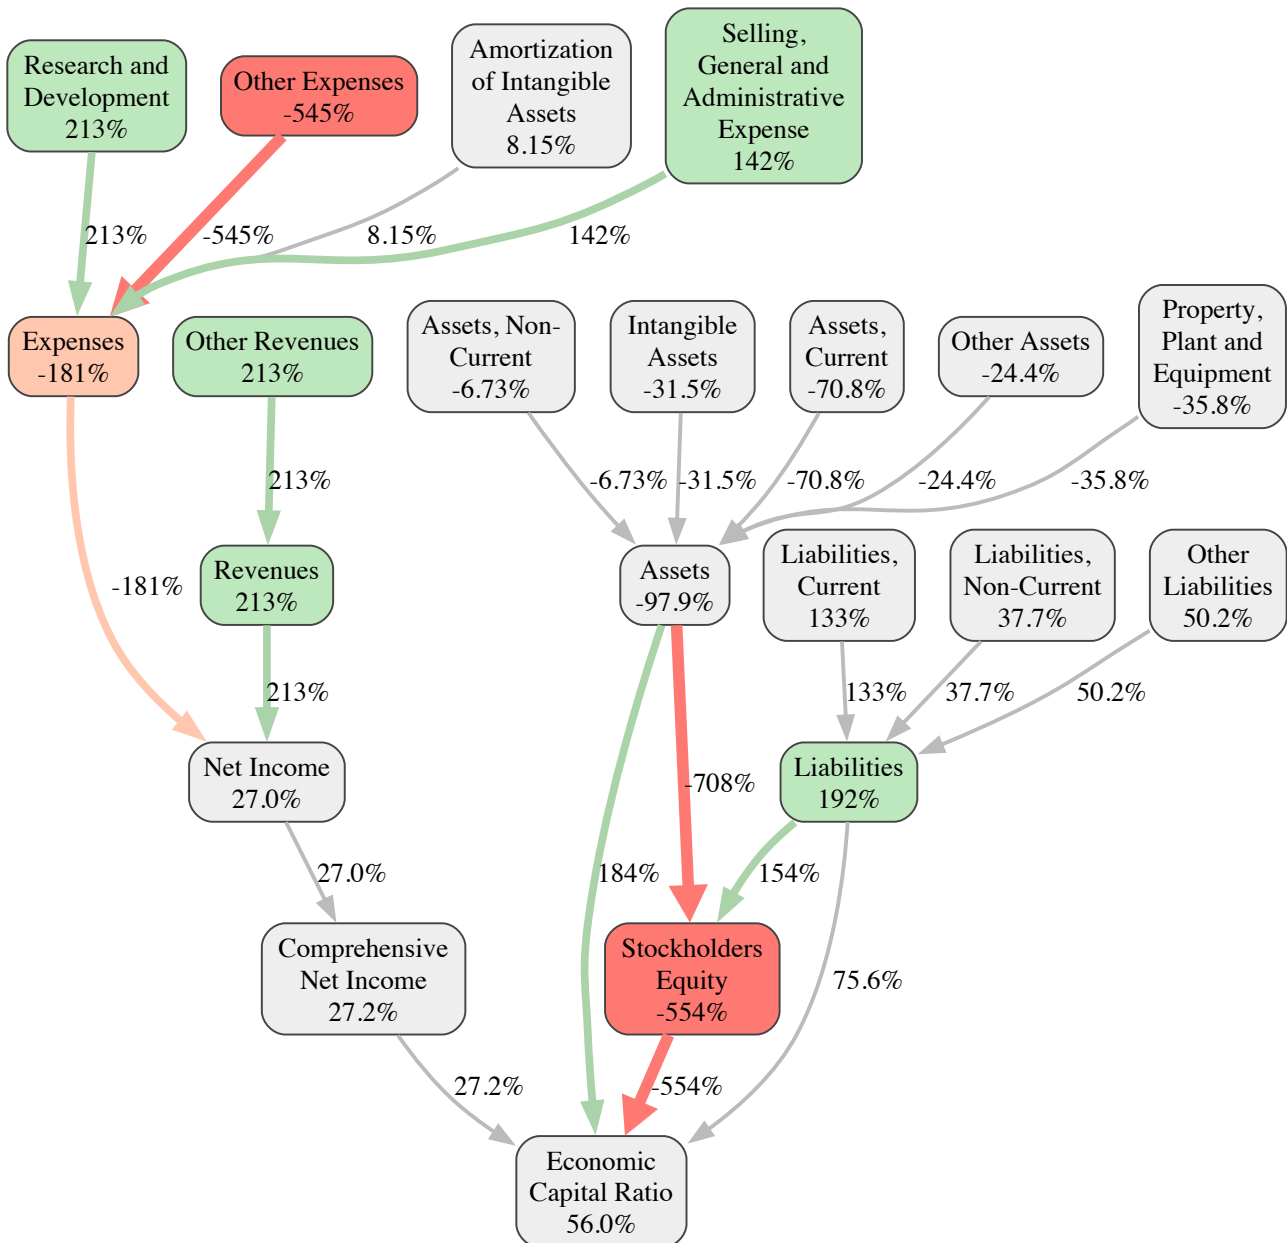 Research and
Development
213%
Other Expenses
-545%
Amortization
of Intangible
Assets
8.15%
Selling,
General and
Administrative
Expense
142%
213%
-545%
8.15%
142%
Expenses
-181%
Other Revenues
213%
Assets, Non-
Current
-6.73%
Intangible
Assets
-31.5%
Assets,
Current
-70.8%
Other Assets
-24.4%
Property,
Plant and
Equipment
-35.8%
213%
-6.73%
-31.5%
-70.8%
-24.4%
-35.8%
-181%
Revenues
213%
Assets
-97.9%
Liabilities,
Current
133%
Liabilities,
Non-Current
37.7%
Other
Liabilities
50.2%
213%
133%
37.7%
50.2%
Net Income
27.0%
-708%
Liabilities
192%
27.0%
184%
154%
Comprehensive
Net Income
27.2%
Stockholders
Equity
-554%
75.6%
27.2%
-554%
Economic
Capital Ratio
56.0%